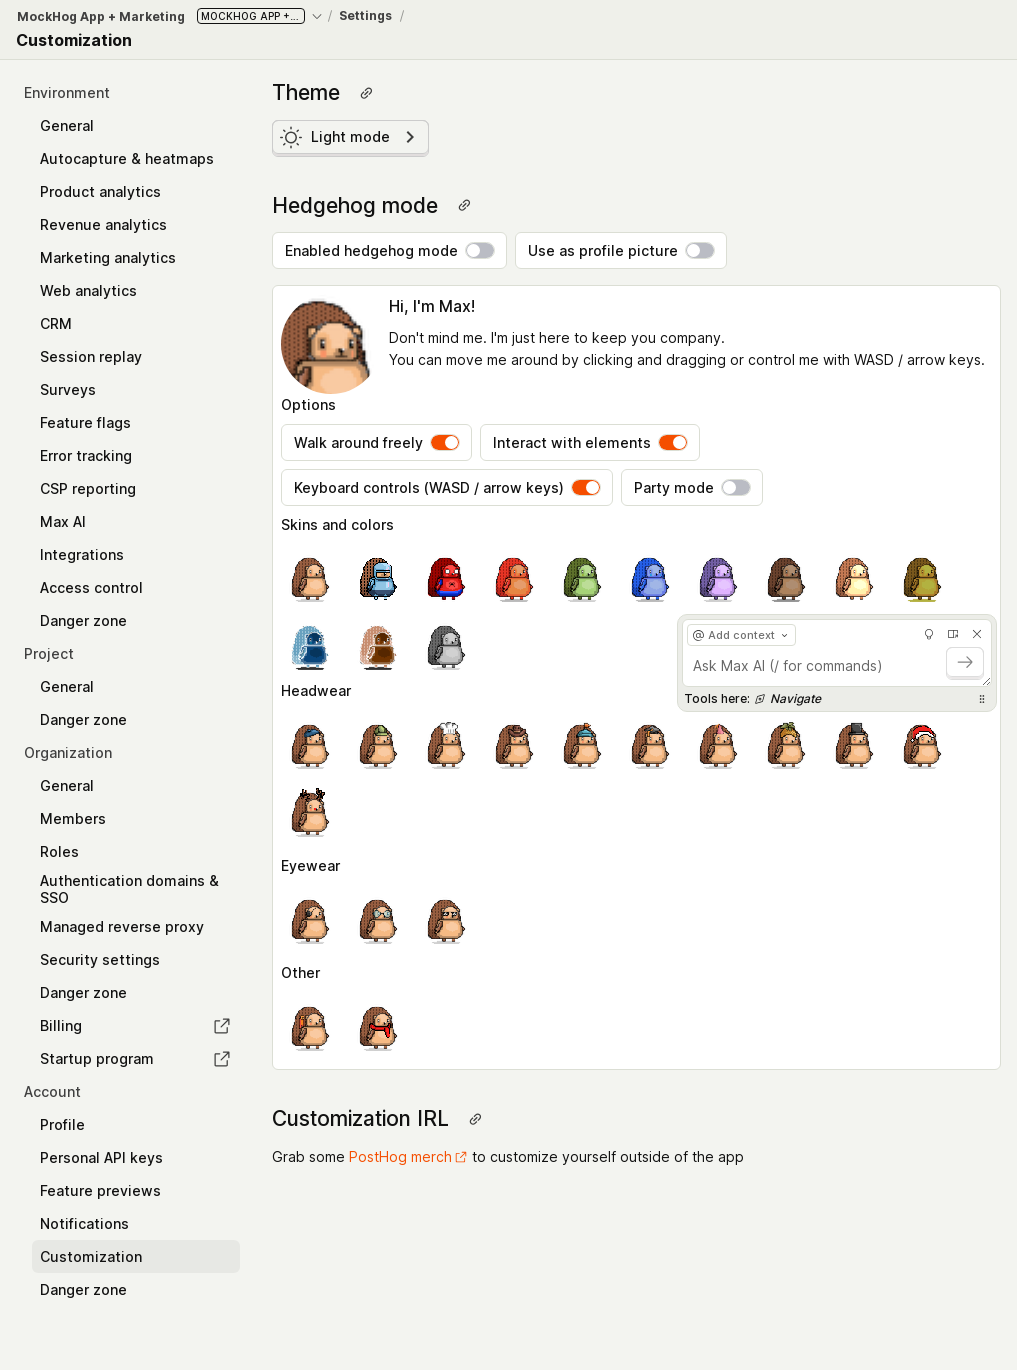 MockHog App + Marketing
MOCKHOG APP +...
/
Settings
/
Customization
Environment
General
Autocapture & heatmaps
Product analytics
Revenue analytics
Marketing analytics
Web analytics
CRM
Session replay
Surveys
Feature flags
Error tracking
CSP reporting
Max AI
Integrations
Access control
Danger zone
Project
General
Danger zone
Organization
General
Members
Roles
Authentication domains &
SSO
Managed reverse proxy
Security settings
Danger zone
Billing
Startup program
Account
Profile
Personal API keys
Feature previews
Notifications
Customization
Danger zone
Theme
Light mode
Hedgehog mode
Enabled hedgehog mode
Use as profile picture
Hi, I'm Max!
Don't mind me. I'm just here to keep you company.
You can move me around by clicking and dragging or control me with WASD / arrow keys.
Options
Walk around freely
Interact with elements
Keyboard controls (WASD / arrow keys)
Party mode
Skins and colors
@ Add context
Ask Max AI (/ for commands)
Tools here: Navigate
Headwear
Eyewear
Other
Customization IRL
Grab some PostHog merch to customize yourself outside of the app